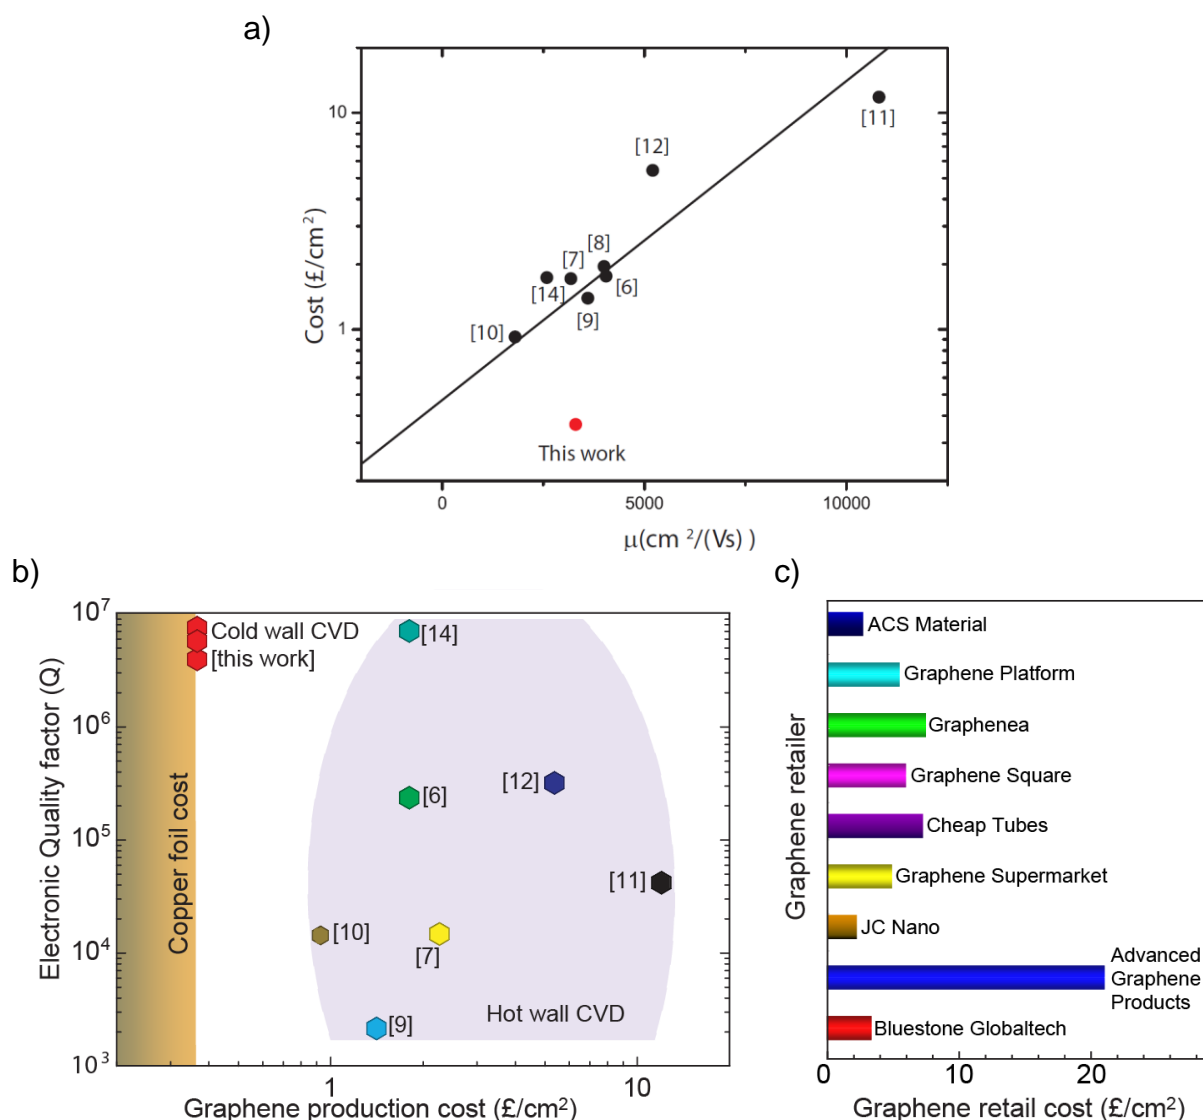 a)
Cost (£/cm²)
10
1
[11]
[12]
[8]
[7]
[14]
[6]
[9]
[10]
This work
0
5000
10000
μ(cm ²/(Vs) )
b)
Electronic Quality factor (Q)
10⁷
10⁶
10⁵
10⁴
10³
Copper foil cost
Cold wall CVD
[this work]
[14]
[6]
[12]
[11]
[10]
[7]
[9]
Hot wall CVD
1
10
Graphene production cost (£/cm²)
c)
Graphene retailer
ACS Material
Graphene Platform
Graphenea
Graphene Square
Cheap Tubes
Graphene Supermarket
JC Nano
Advanced
Graphene
Products
Bluestone Globaltech
0
10
20
Graphene retail cost (£/cm²)